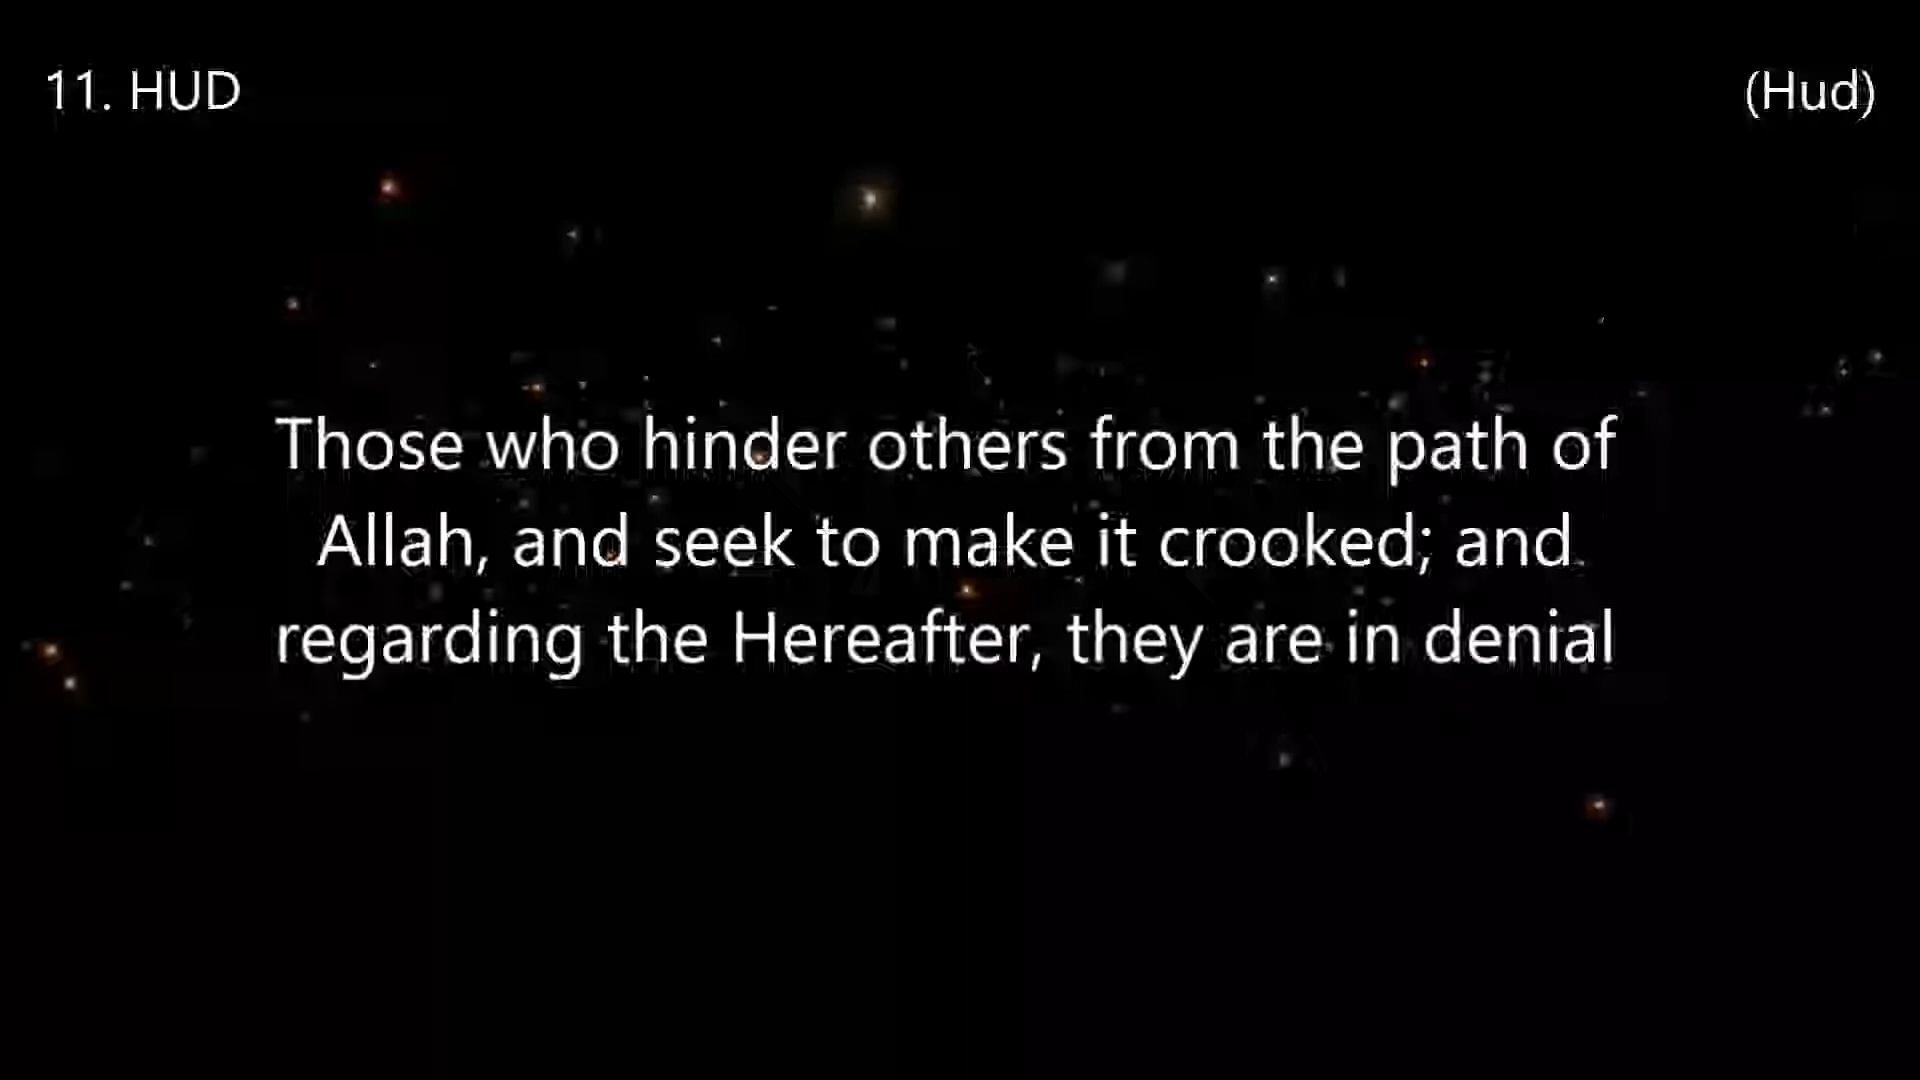 11. HUD
(Hud)
Those who hinder others from the path of
Allah, and seek to make it crooked; and
regarding the Hereafter, they are in denial